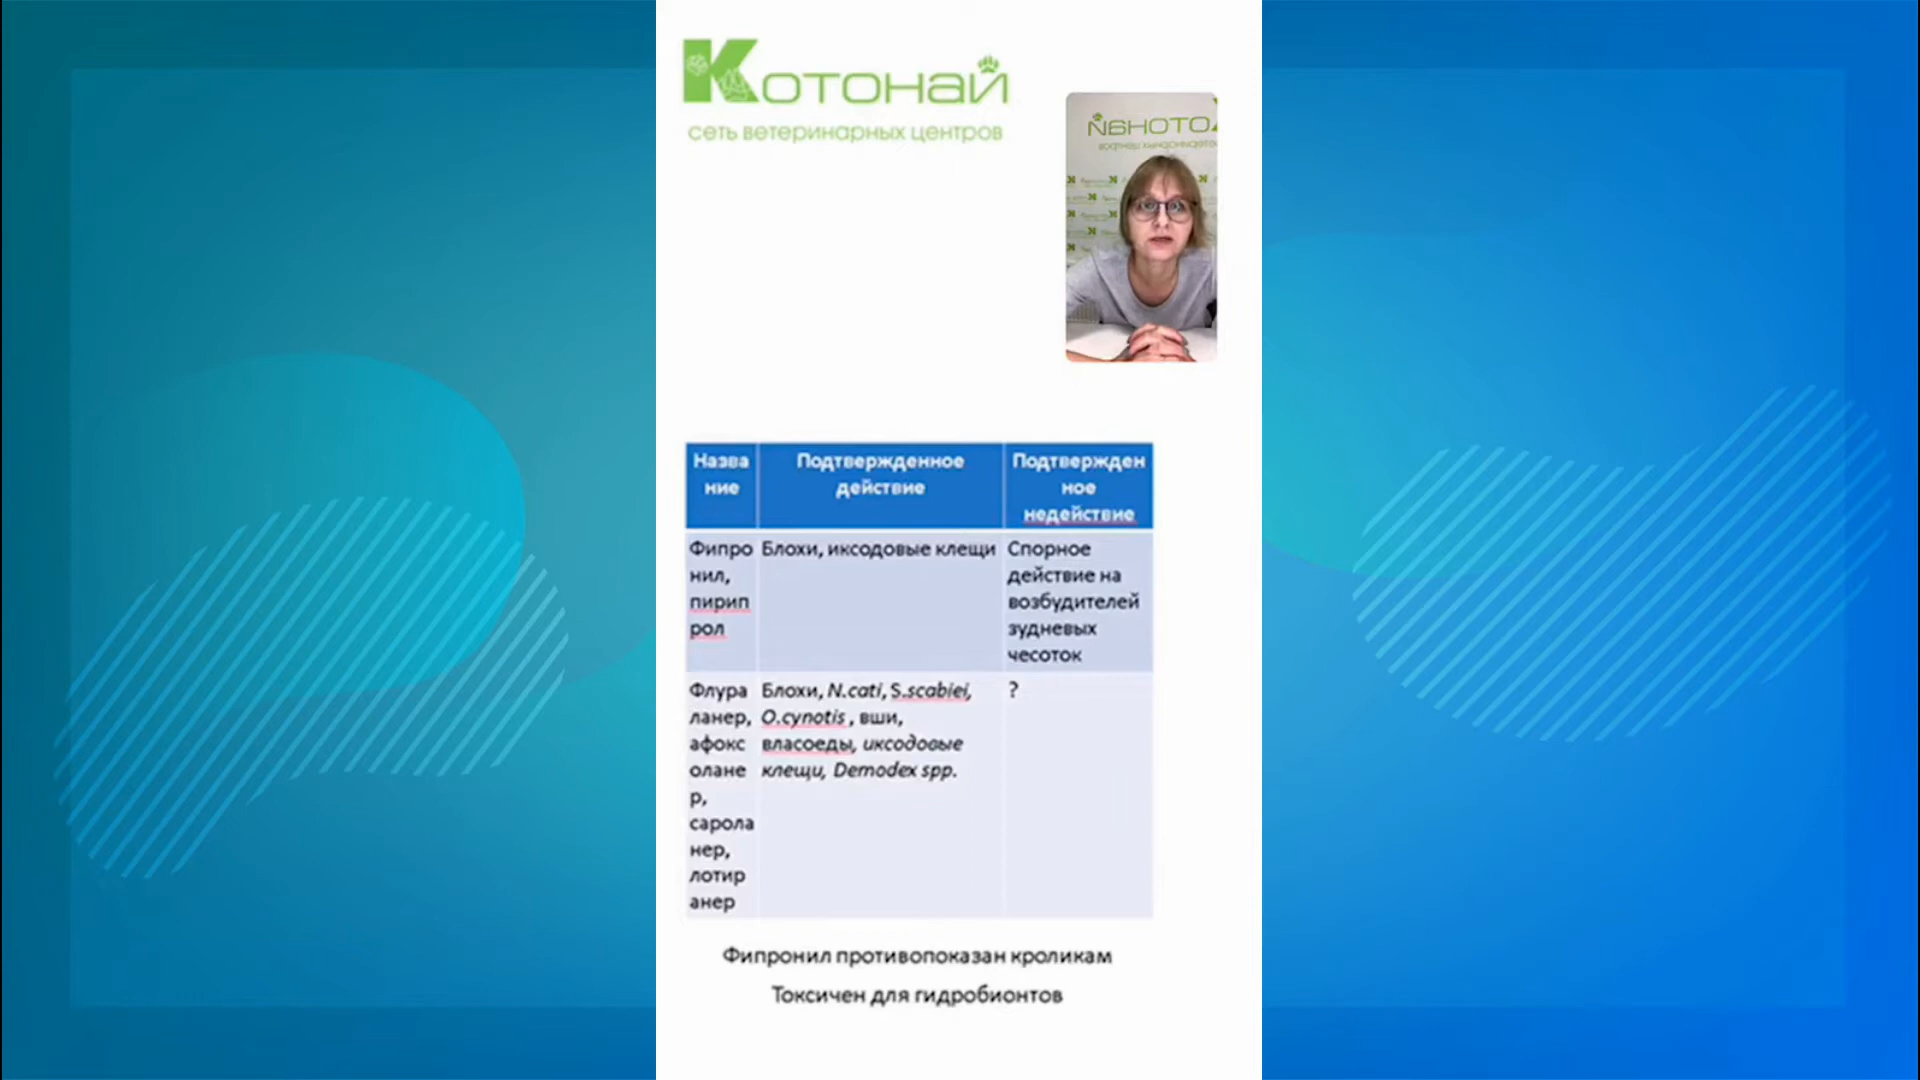 Котонай
сеть ветеринарных центров
КОТОНАЙ
Назва
ние
Подтвержденное
действие
Подтвержден
ное
недействие
Фипро
нил,
пирип
рол
Блохи, иксодовые клещи
Спорное
действие на
возбудителей
зудневых
чесоток
Флура
ланер,
афокс
олане
р,
сарола
нер,
лотир
анер
Блохи, N.cati, S.scabiei,
O.cynotis , вши,
власоеды, иксодовые
клещи, Demodex spp.
?
Фипронил противопоказан кроликам
Токсичен для гидробионтов